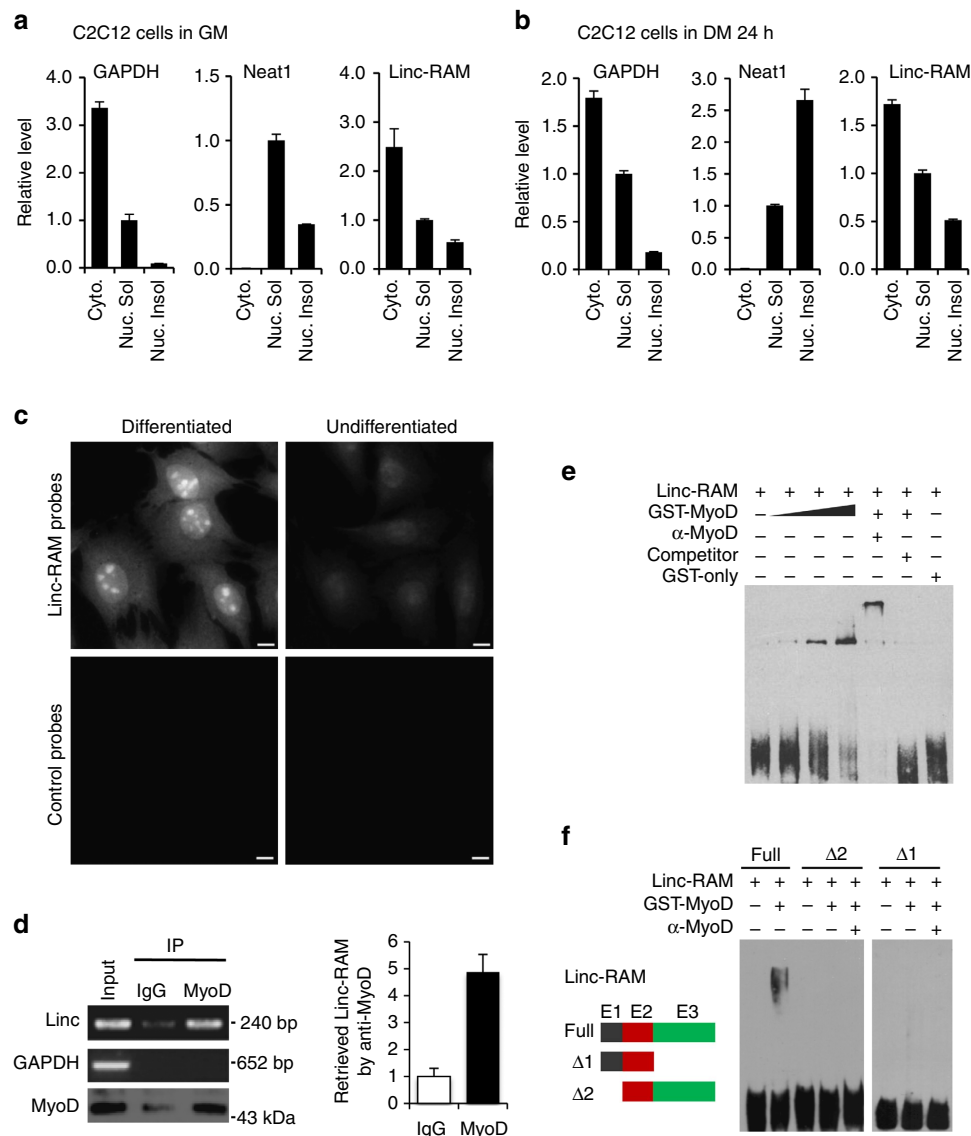 a
C2C12 cells in GM
GAPDH
Neat1
Linc-RAM
Relative level
4.0
3.0
2.0
1.0
0.0
1.5
1.0
0.5
0.0
4.0
3.0
2.0
1.0
0.0
Cyto.
Nuc. Sol
Nuc. Insol
Cyto.
Nuc. Sol
Nuc. Insol
Cyto.
Nuc. Sol
Nuc. Insol
b
C2C12 cells in DM 24 h
GAPDH
Neat1
Linc-RAM
Relative level
2.0
1.5
1.0
0.5
0.0
3.0
2.5
2.0
1.5
1.0
0.5
0.0
2.0
1.5
1.0
0.5
0.0
Cyto.
Nuc. Sol
Nuc. Insol
Cyto.
Nuc. Sol
Nuc. Insol
Cyto.
Nuc. Sol
Nuc. Insol
c
Differentiated
Undifferentiated
Linc-RAM probes
Control probes
d
IP
Input
IgG
MyoD
Linc
- 240 bp
GAPDH
-652 bp
MyoD
- 43 kDa
Retrieved Linc-RAM
by anti-MyoD
6
5
4
3
2
1
0
IgG
MyoD
e
Linc-RAM + + + + + + +
GST-MyoD – + + –
α-MyoD – – – – + – –
Competitor – – – – – + –
GST-only – – – – – – +
f
Full Δ2 Δ1
Linc-RAM + + + + + + + +
GST-MyoD – + – + + – + +
α-MyoD – – – – + – – +
Linc-RAM
E1 E2 E3
Full
Δ1
Δ2